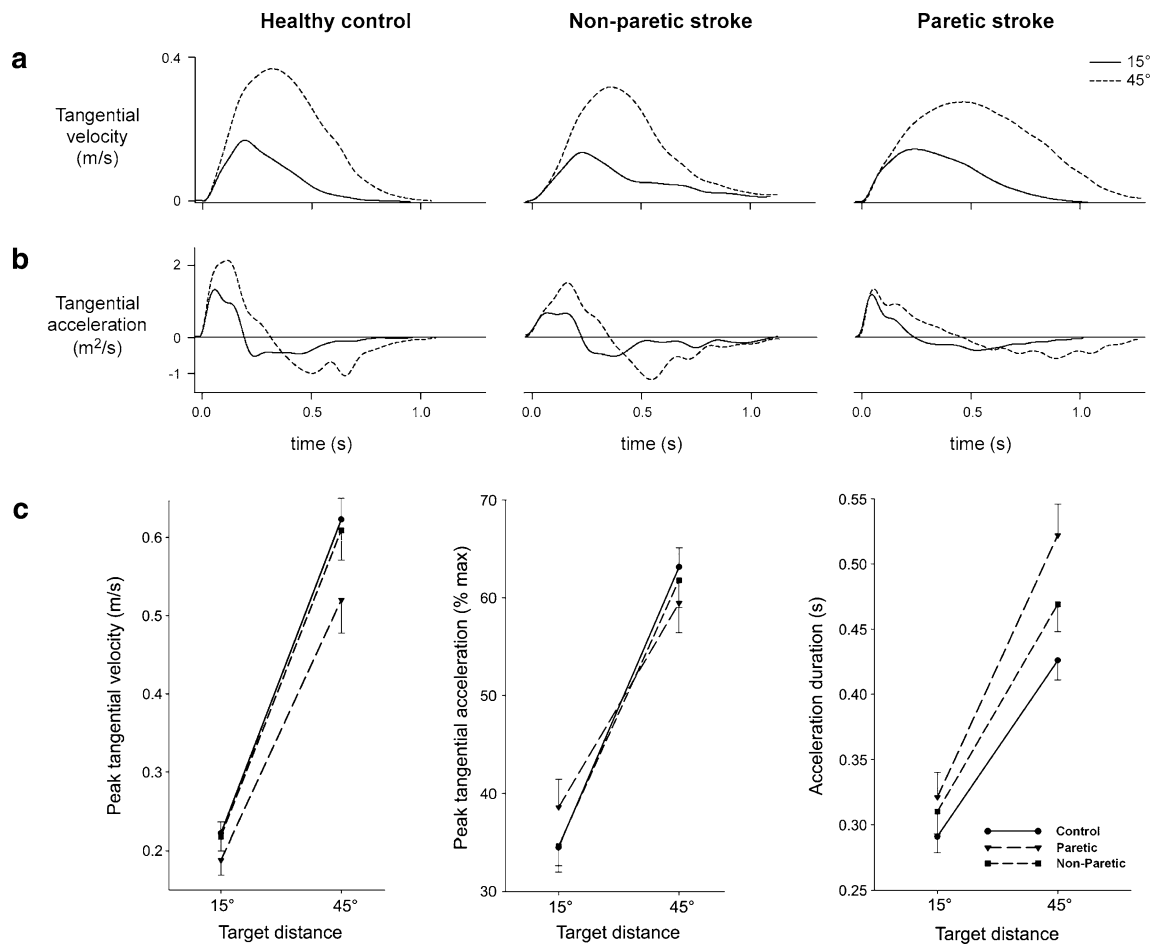 Healthy control
Non-paretic stroke
Paretic stroke
a
0.4
Tangential
velocity
(m/s)
0
15°
45°
b
2
Tangential
acceleration
(m²/s)
0
-1
0.0
0.5
1.0
0.0
0.5
1.0
0.0
0.5
1.0
time (s)
time (s)
time (s)
c
Peak tangential velocity (m/s)
0.6
0.5
0.4
0.3
0.2
15°
45°
Target distance
Peak tangential acceleration (% max)
70
60
50
40
30
15°
45°
Target distance
Acceleration duration (s)
0.55
0.50
0.45
0.40
0.35
0.30
0.25
Control
Paretic
Non-Paretic
15°
45°
Target distance